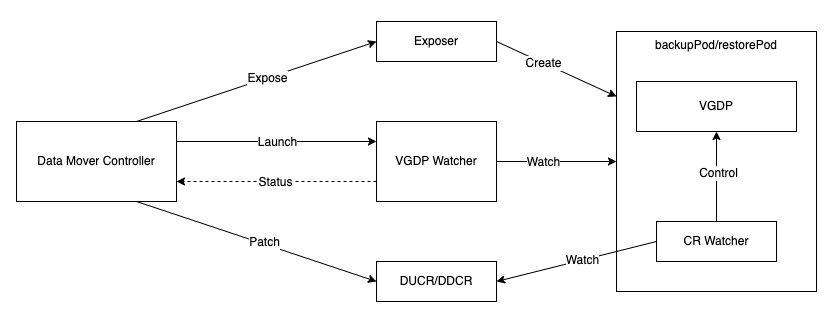 Exposer
backupPod/restorePod
Create
Expose
VGDP
Data Mover Controller
Launch
VGDP Watcher
Watch
Status
Control
Patch
CR Watcher
Watch
DUCR/DDCR